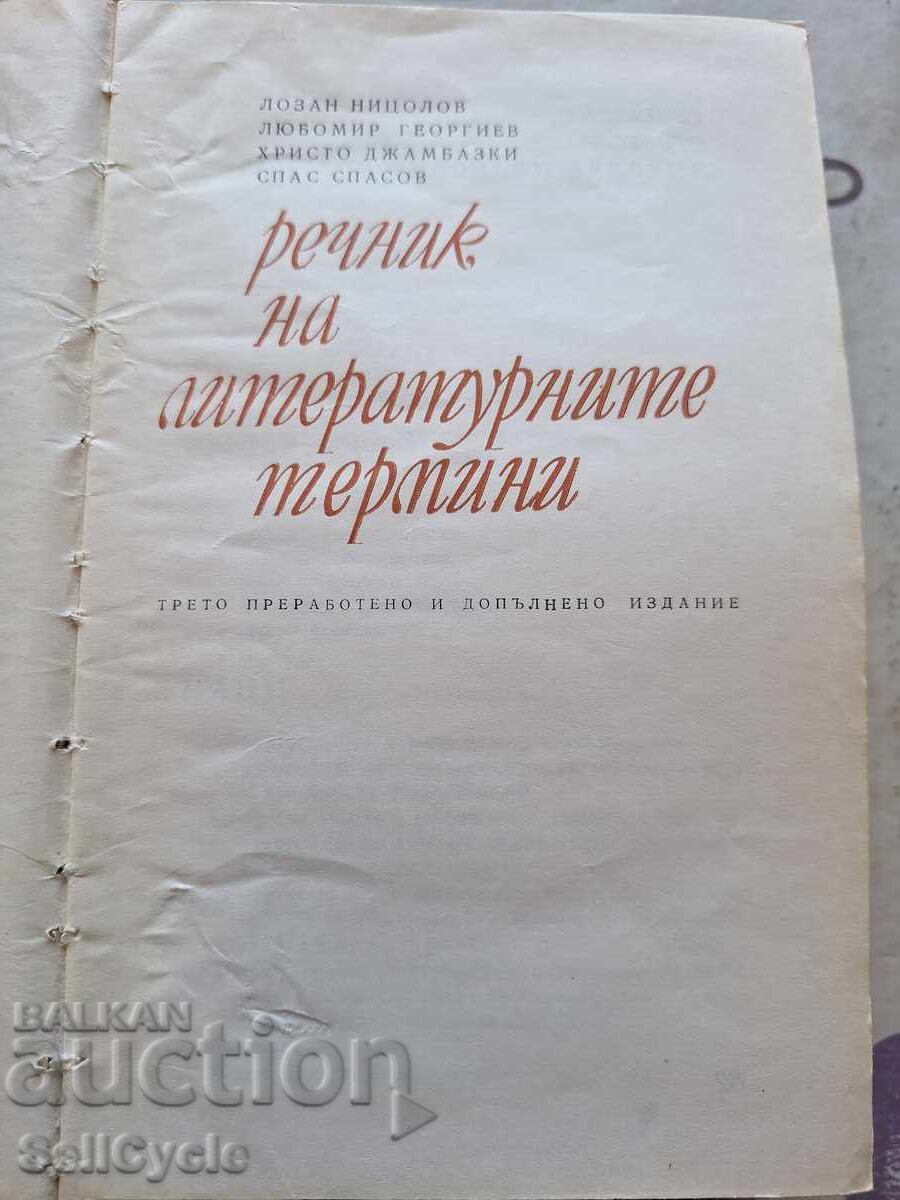 ЛОЗАН НИЦОЛОВ
ЛЮБОМИР ГЕОРГИЕВ
ХРИСТО ДЖАМБАЗКИ
СПАС СПАСОВ
речник
на
литературните
термини
ТРЕТО ПРЕРАБОТЕНО И ДОПЪЛНЕНО ИЗДАНИЕ
BALKAN
auction
SellCycle